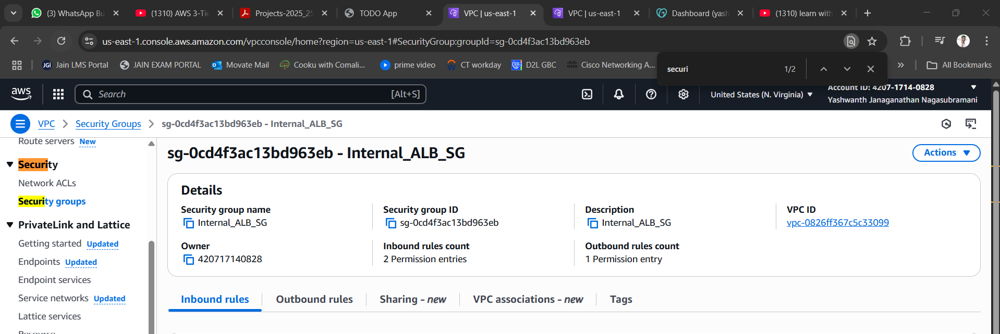 (3) WhatsApp Bu
(1310) AWS 3-Tie
Projects-2025_25
TODO App
VPC | us-east-1
VPC | us-east-1
Dashboard (yash
(1310) learn with
us-east-1.console.aws.amazon.com/vpcconsole/home?region=us-east-1#SecurityGroup:groupId=sg-0cd4f3ac13bd963eb
JGI Jain LMS Portal
JAIN EXAM PORTAL
Movate Mail
Cooku with Comali...
prime video
CT workday
D2L GBC
cisco Cisco Networking A...
All Bookmarks
securi 1/2
aws
Search [Alt+S]
United States (N. Virginia)
Account ID: 4207-1714-0828
Yashwanth Janaganathan Nagasubramani
VPC > Security Groups > sg-0cd4f3ac13bd963eb - Internal_ALB_SG
Route servers New
Security
Network ACLs
Security groups
PrivateLink and Lattice
Getting started Updated
Endpoints Updated
Endpoint services
Service networks Updated
Lattice services
Resource
sg-0cd4f3ac13bd963eb - Internal_ALB_SG
Actions
Details
Security group name
Internal_ALB_SG
Security group ID
sg-0cd4f3ac13bd963eb
Description
Internal_ALB_SG
VPC ID
vpc-0826ff367c5c33099
Owner
420717140828
Inbound rules count
2 Permission entries
Outbound rules count
1 Permission entry
Inbound rules
Outbound rules
Sharing - new
VPC associations - new
Tags